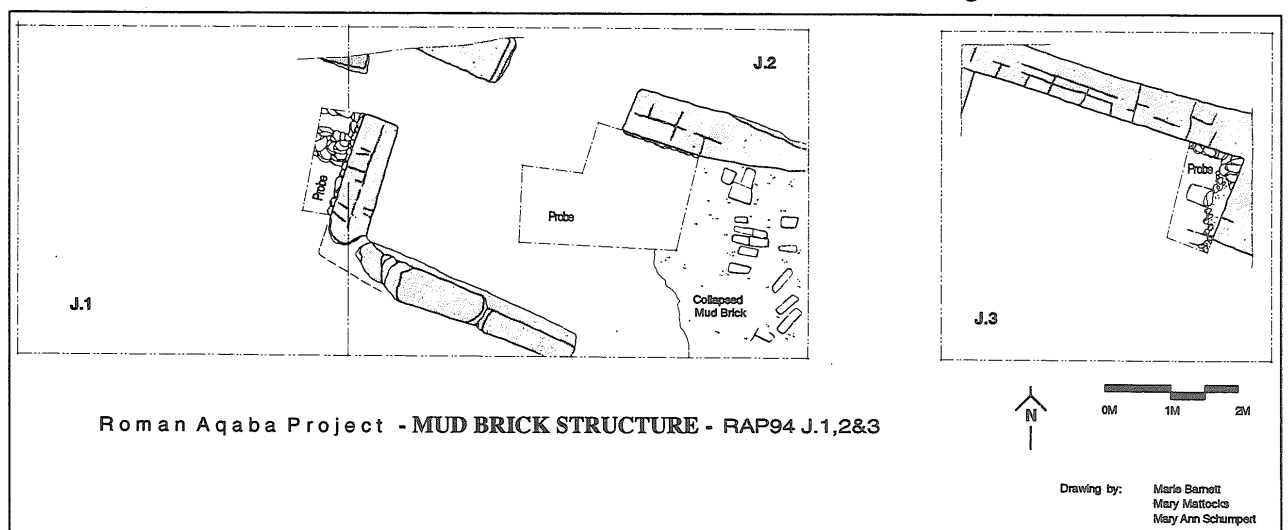 J.2
Probe
Probe
Probe
J.1
Collapsed
Mud Brick
J.3
N
0M 1M 2M
Roman Aqaba Project - MUD BRICK STRUCTURE - RAP94 J.1,2&3
Drawing by: Marie Barnett
Mary Mattocks
Mary Ann Schumpert